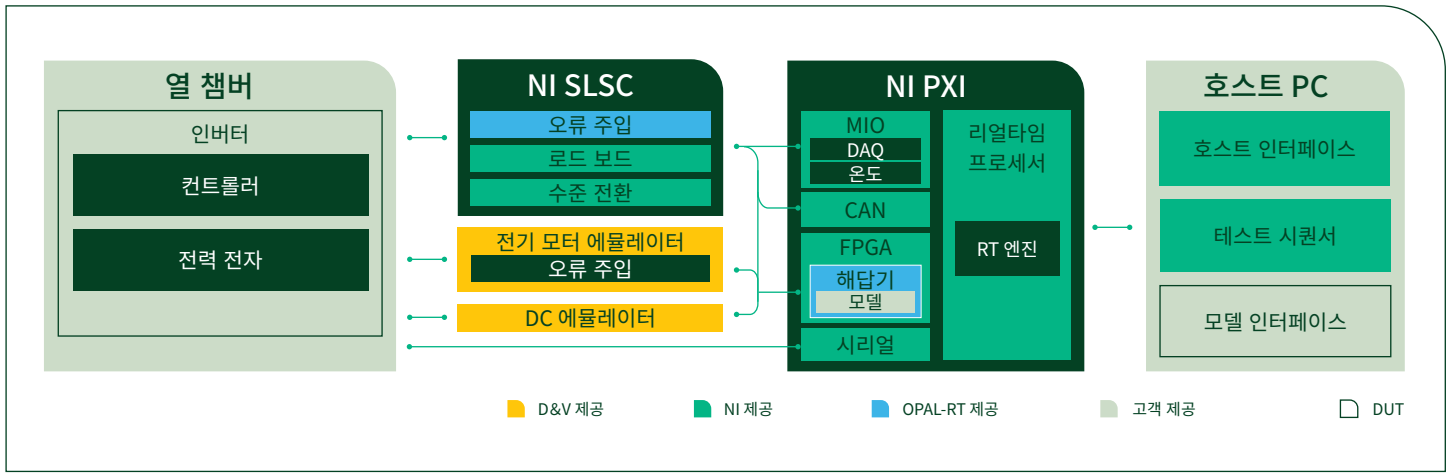 열 챔버
인버터
컨트롤러
전력 전자
NI SLSC
오류 주입
로드 보드
수준 전환
전기 모터 에뮬레이터
오류 주입
DC 에뮬레이터
NI PXI
MIO
DAQ
온도
CAN
FPGA
해답기
모델
시리얼
리얼타임
프로세서
RT 엔진
호스트 PC
호스트 인터페이스
테스트 시퀀서
모델 인터페이스
D&V 제공
NI 제공
OPAL-RT 제공
고객 제공
DUT